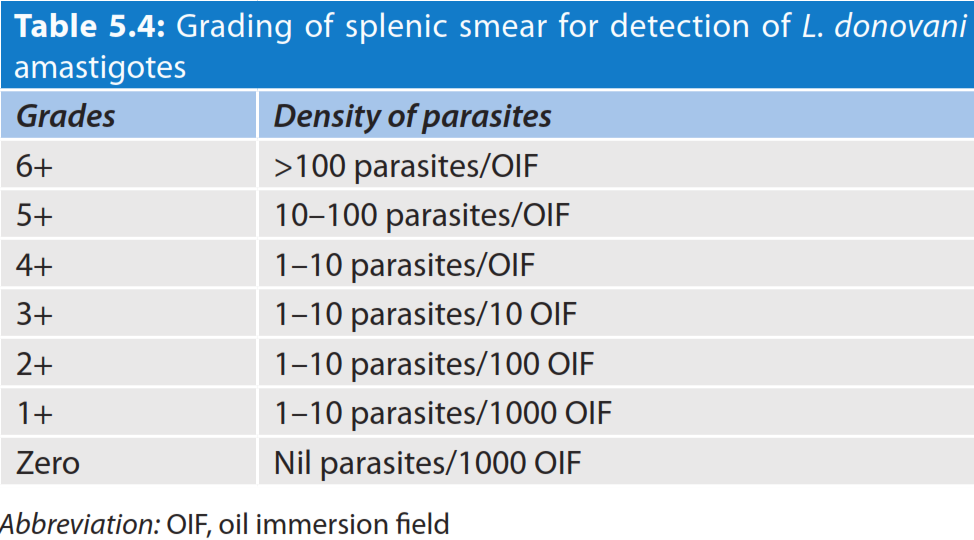 Table 5.4: Grading of splenic smear for detection of L. donovani
amastigotes
Grades Density of parasites
6+ >100 parasites/OIF
5+ 10–100 parasites/OIF
4+ 1–10 parasites/OIF
3+ 1–10 parasites/10 OIF
2+ 1–10 parasites/100 OIF
1+ 1–10 parasites/1000 OIF
Zero Nil parasites/1000 OIF
Abbreviation: OIF, oil immersion field